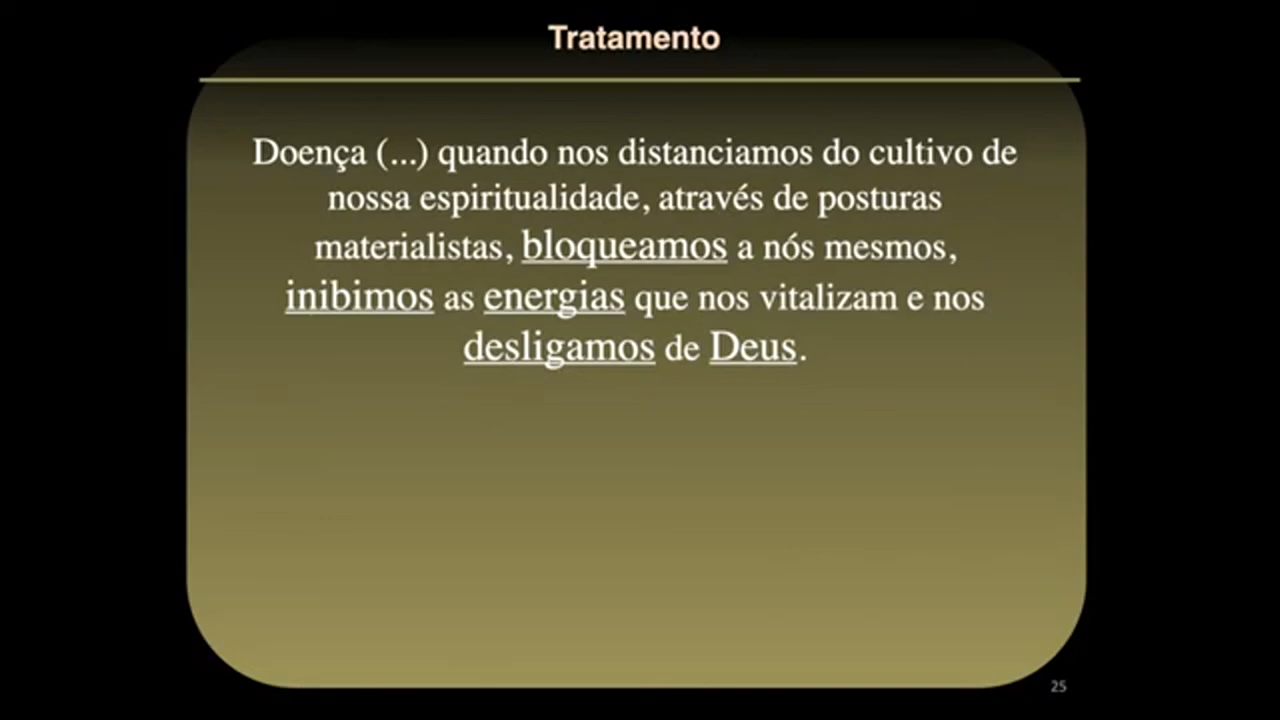 Tratamento
Doença (...) quando nos distanciamos do cultivo de
nossa espiritualidade, através de posturas
materialistas, bloqueamos a nós mesmos,
inibimos as energias que nos vitalizam e nos
desligamos de Deus.
25